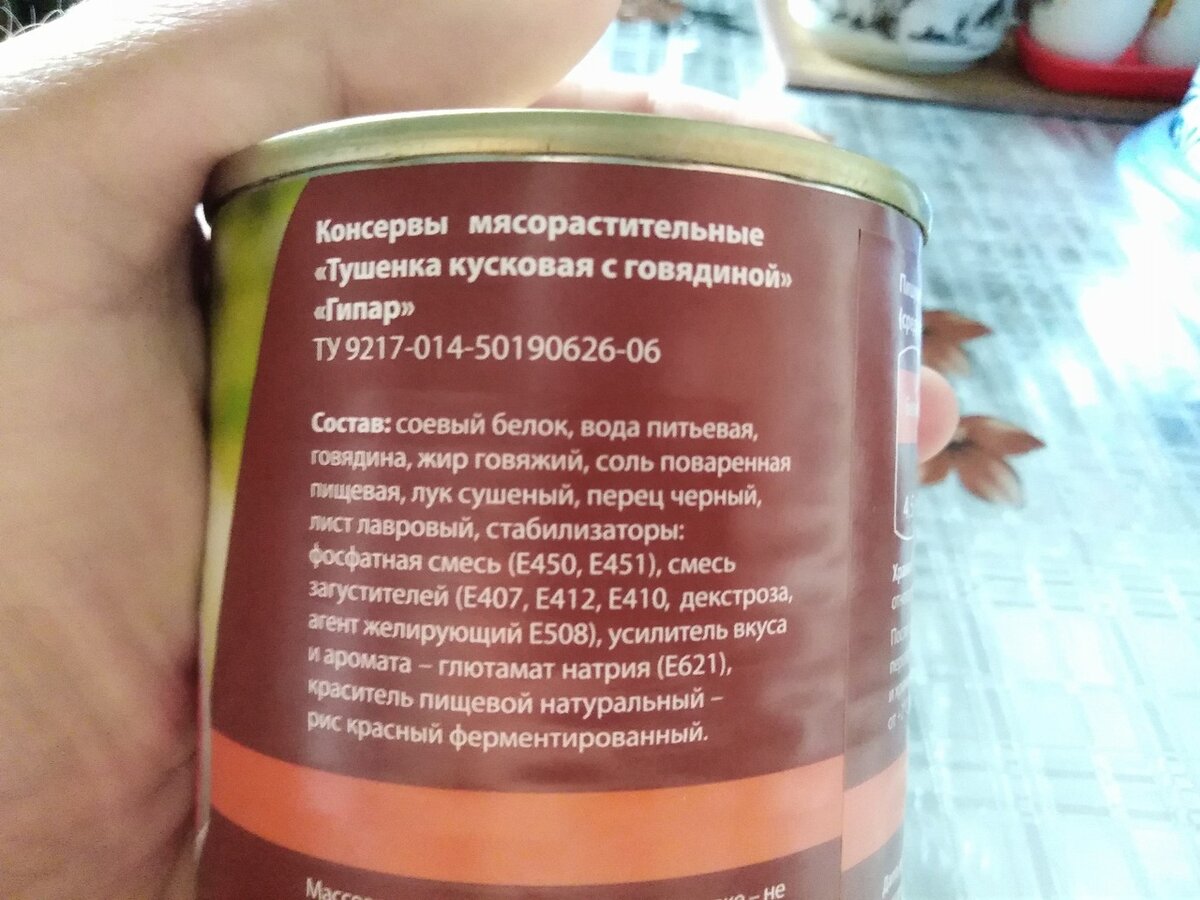 Консервы мясорастительные
«Тушенка кусковая с говядиной»
«Гипар»
ТУ 9217-014-50190626-06
Состав: соевый белок, вода питьевая,
говядина, жир говяжий, соль поваренная
пищевая, лук сушеный, перец черный,
лист лавровый, стабилизаторы:
фосфатная смесь (Е450, Е451), смесь
загустителей (Е407, Е412, Е410, декстроза,
агент желирующий Е508), усилитель вкуса
и аромата – глютамат натрия (Е621),
краситель пищевой натуральный –
рис красный ферментированный.
– не